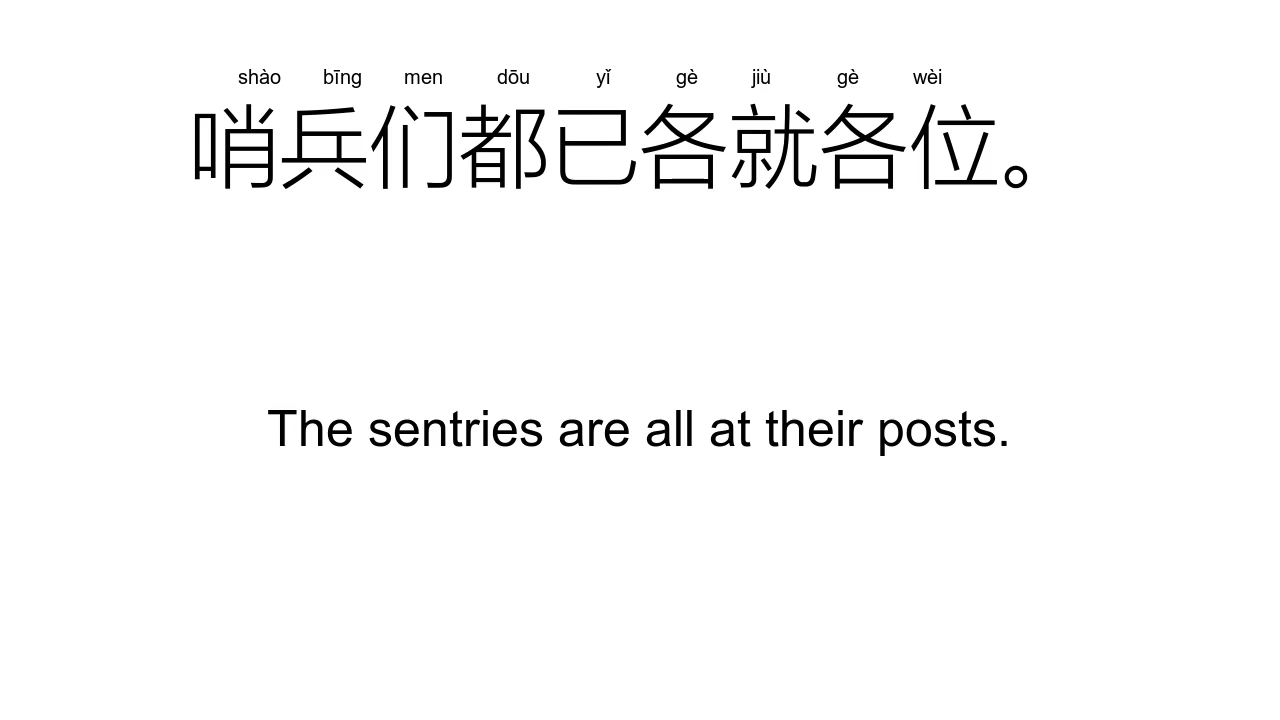 shào bīng men dōu yǐ gè jiù gè wèi
哨兵们都已各就各位。
The sentries are all at their posts.